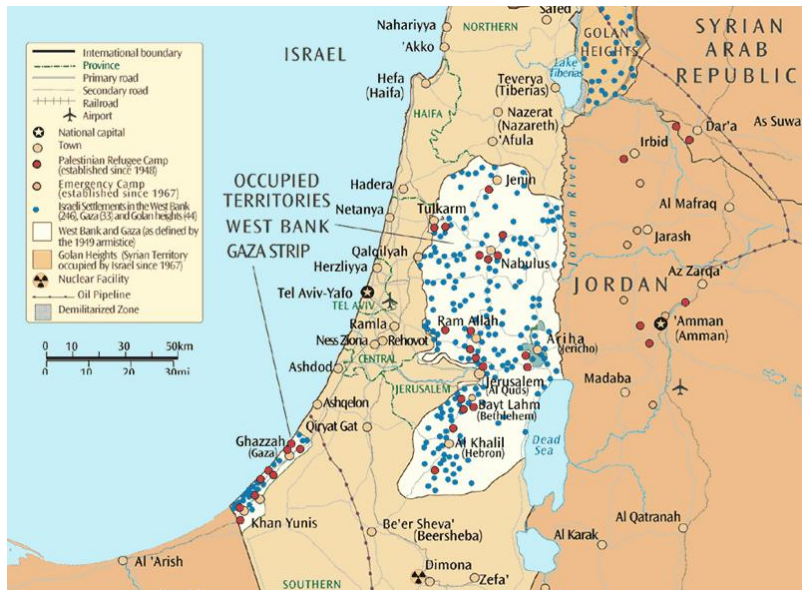 International boundary
Province
Primary road
Secondary road
Railroad
Airport
National capital
Town
Palestinian Refugee Camp
(established since 1948)
Emergency Camp
(established since 1967)
Israeli Settlements in the West Bank
(246), Gaza (33) and Golan heights (44)
West Bank and Gaza (as defined by
the 1949 armistice)
Golan Heights (Syrian Territory
occupied by Israel since 1967)
Nuclear Facility
Oil Pipeline
Demilitarized Zone
0 10 20 30 50km
0 10 20 30mi
ISRAEL
Nahariyya
'Akko
NORTHERN
Safed
GOLAN
HEIGHTS
SYRIAN
ARAB
REPUBLIC
Hefa
(Haifa)
HAIFA
Lake
Tiberias
Teverya
(Tiberias)
Nazerat
(Nazareth)
'Afula
Dar'a
As Suwa
Irbid
OCCUPIED
TERRITORIES
WEST BANK
GAZA STRIP
Jenin
Hadera
Netanya
Tulkarm
Jordan River
Al Mafraq
Jarash
Qalqilyah
Herzliyya
Nabulus
Az Zarqa'
JORDAN
Tel Aviv-Yafo
TEL AVIV
Ramla
Ness Ziona
Rehovot
Ram Allah
Ariha
(Jericho)
'Amman
(Amman)
CENTRAL
Ashdod
JERUSALEM
Jerusalem
(Al Quds)
Madaba
Ashqelon
Bayt Lahm
(Bethlehem)
Qiryat Gat
Ghazzah
(Gaza)
Al Khalil
(Hebron)
Dead
Sea
Khan Yunis
Be'er Sheva'
(Beersheba)
Al Qatranah
Al Karak
Al 'Arish
Dimona
Zefa'
SOUTHERN